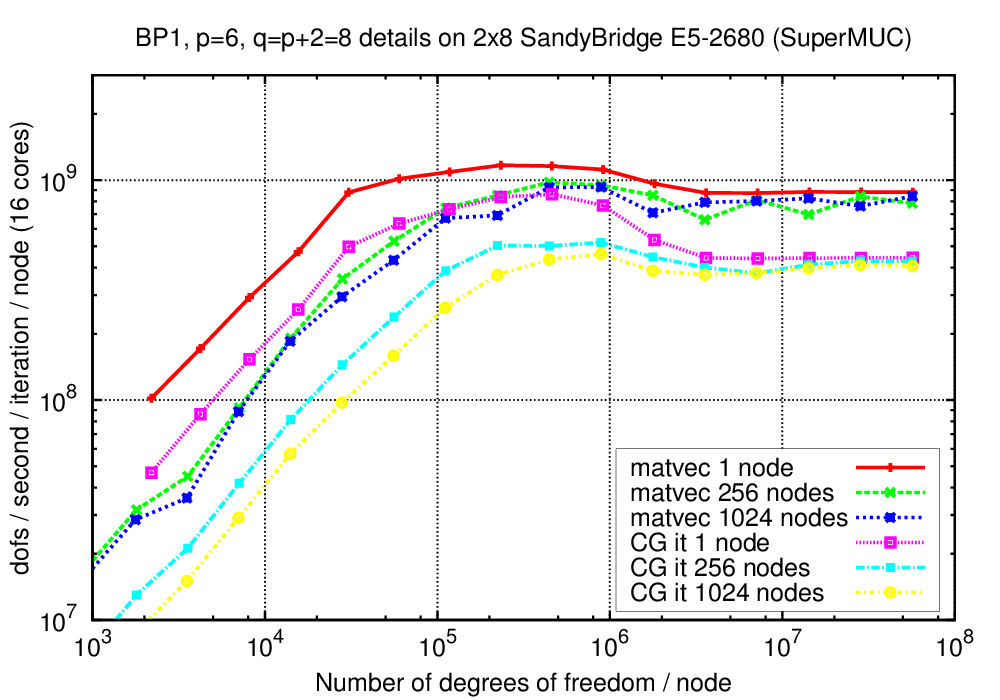 BP1, p=6, q=p+2=8 details on 2x8 SandyBridge E5-2680 (SuperMUC)
dofs / second / iteration / node (16 cores)
10^9
10^8
10^7
matvec 1 node
matvec 256 nodes
matvec 1024 nodes
CG it 1 node
CG it 256 nodes
CG it 1024 nodes
10^3 10^4 10^5 10^6 10^7 10^8
Number of degrees of freedom / node